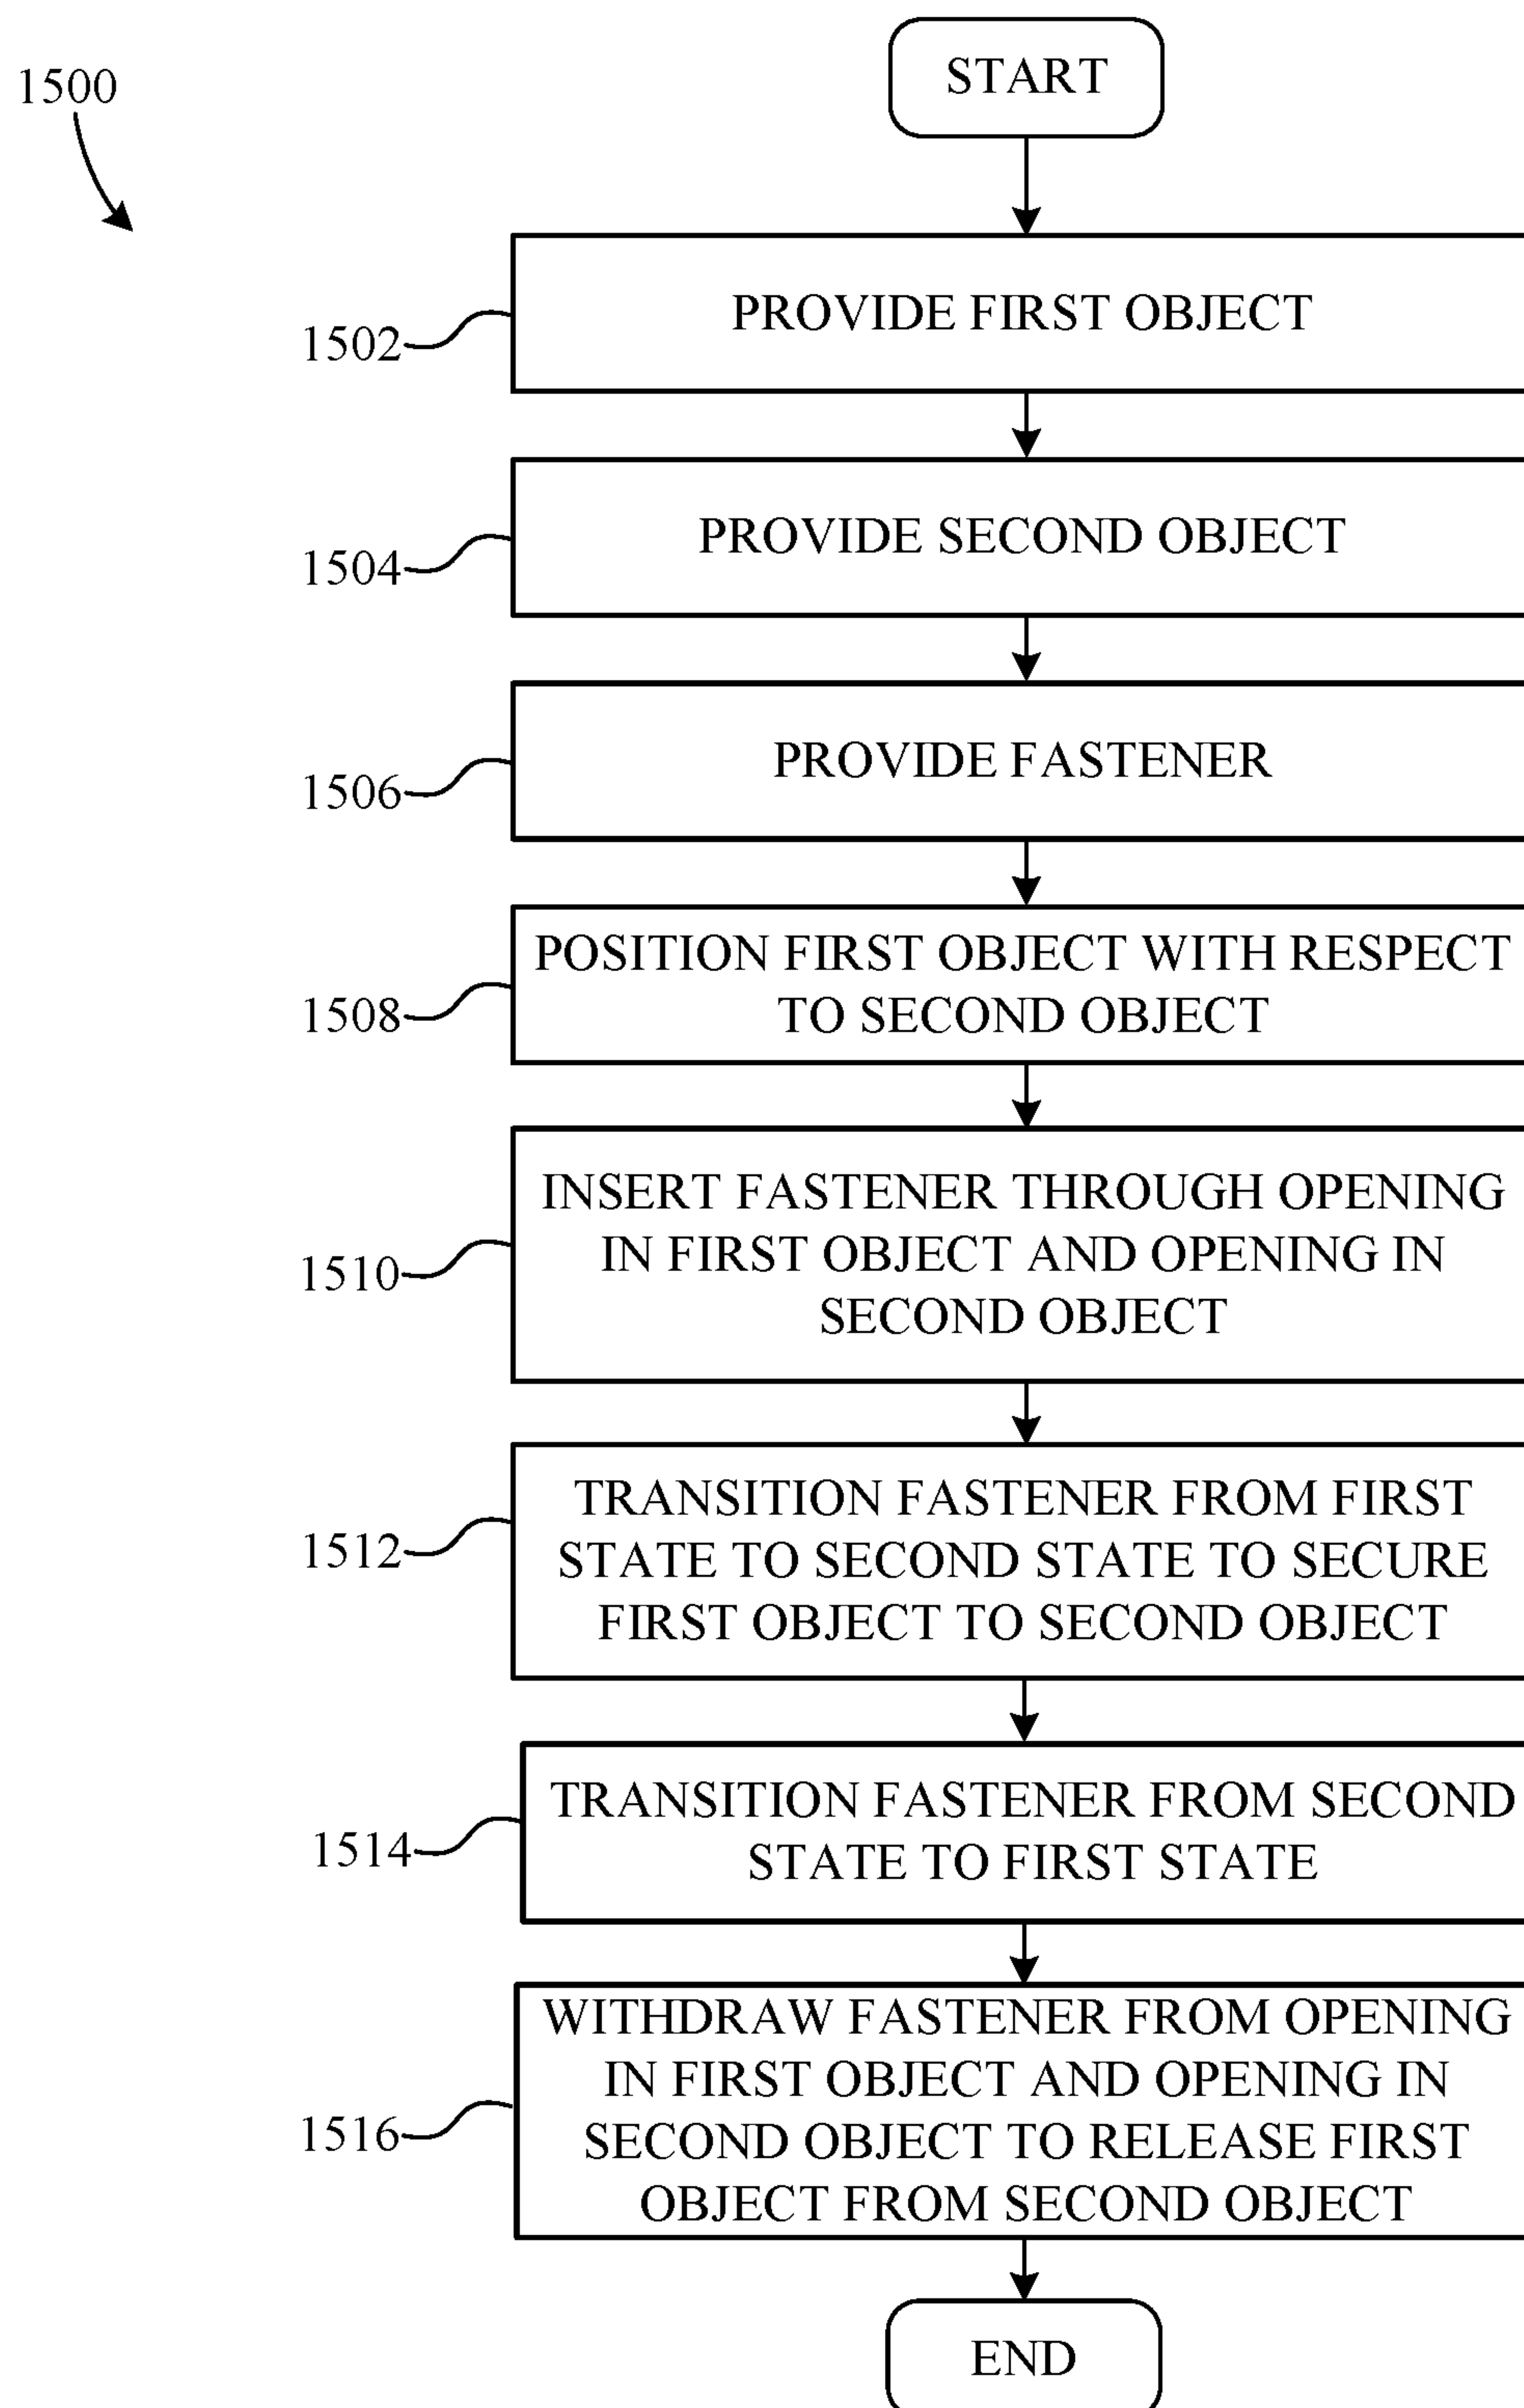 1500
START
1502
PROVIDE FIRST OBJECT
1504
PROVIDE SECOND OBJECT
1506
PROVIDE FASTENER
1508
POSITION FIRST OBJECT WITH RESPECT
TO SECOND OBJECT
1510
INSERT FASTENER THROUGH OPENING
IN FIRST OBJECT AND OPENING IN
SECOND OBJECT
1512
TRANSITION FASTENER FROM FIRST
STATE TO SECOND STATE TO SECURE
FIRST OBJECT TO SECOND OBJECT
1514
TRANSITION FASTENER FROM SECOND
STATE TO FIRST STATE
1516
WITHDRAW FASTENER FROM OPENING
IN FIRST OBJECT AND OPENING IN
SECOND OBJECT TO RELEASE FIRST
OBJECT FROM SECOND OBJECT
END